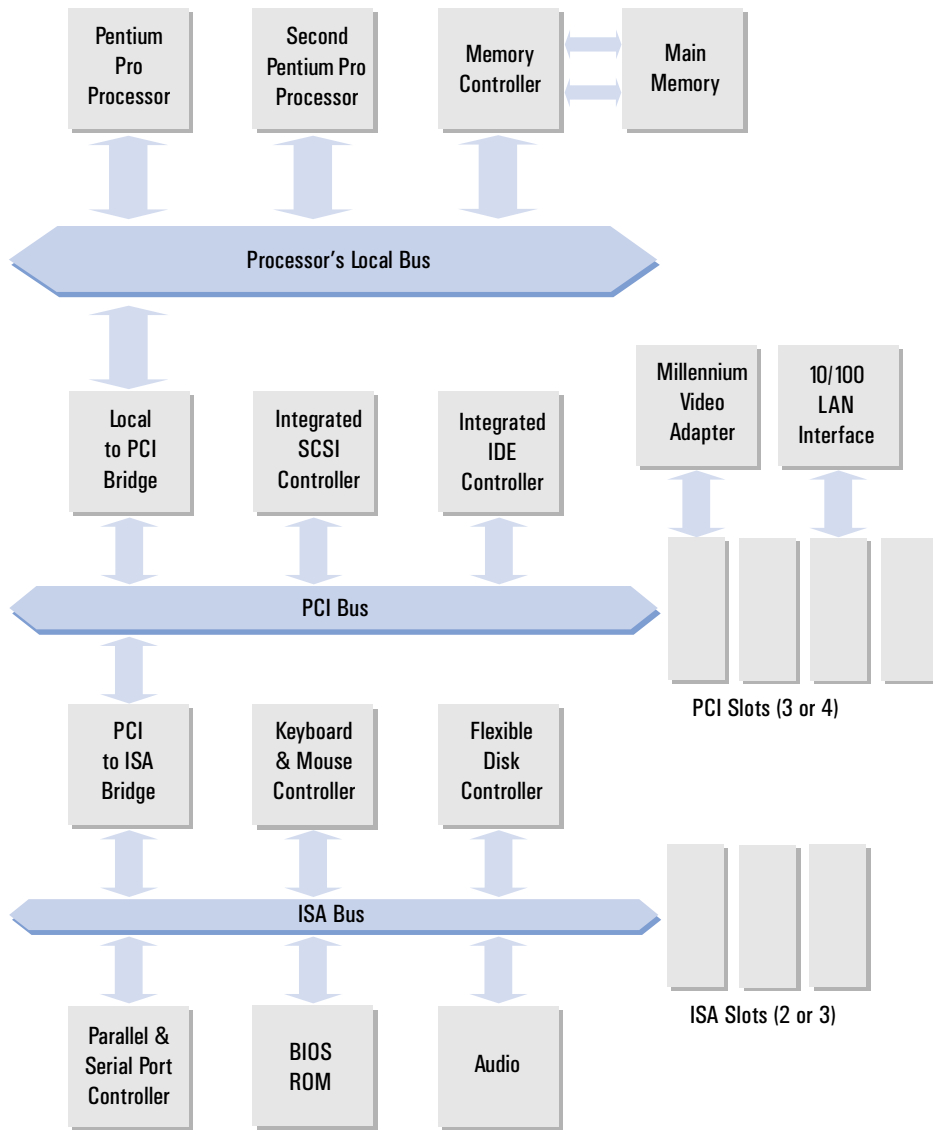 Pentium
Pro
Processor
Second
Pentium Pro
Processor
Memory
Controller
Main
Memory
Processor's Local Bus
Local
to PCI
Bridge
Integrated
SCSI
Controller
Integrated
IDE
Controller
Millennium
Video
Adapter
10/100
LAN
Interface
PCI Bus
PCI Slots (3 or 4)
PCI
to ISA
Bridge
Keyboard
& Mouse
Controller
Flexible
Disk
Controller
ISA Bus
ISA Slots (2 or 3)
Parallel &
Serial Port
Controller
BIOS
ROM
Audio